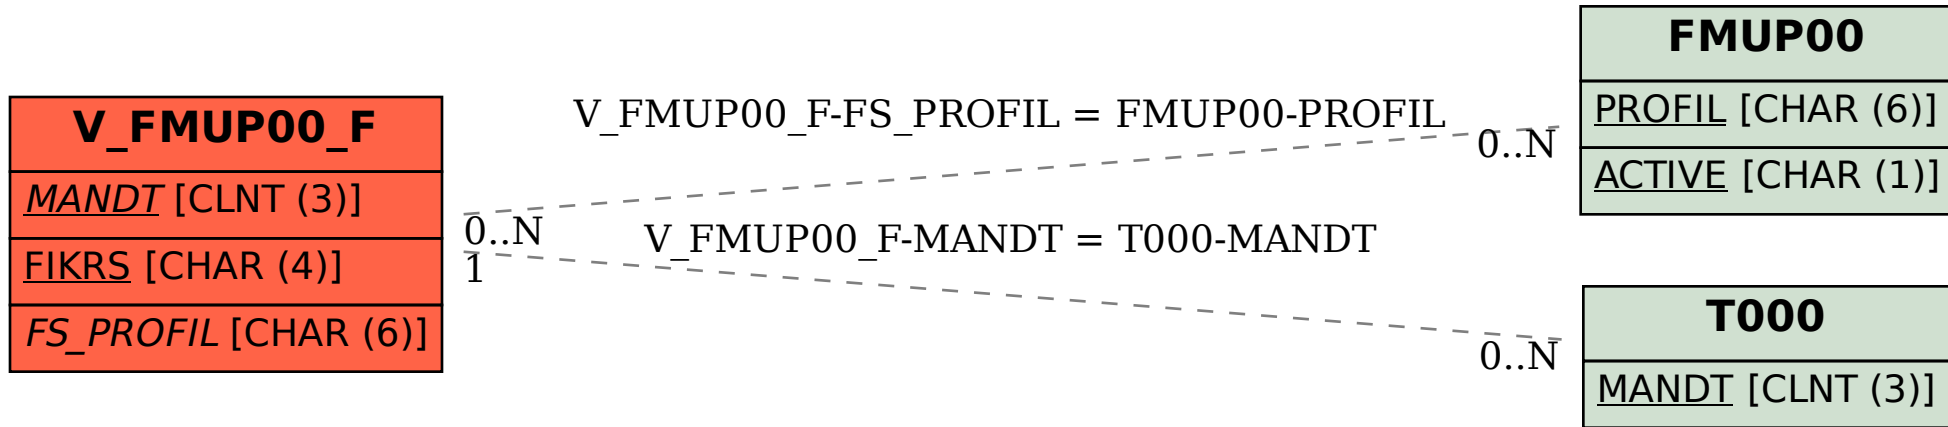 V_FMUP00_F
MANDT [CLNT (3)]
FIKRS [CHAR (4)]
FS_PROFIL [CHAR (6)]
V_FMUP00_F-FS_PROFIL = FMUP00-PROFIL
0..N
0..N
V_FMUP00_F-MANDT = T000-MANDT
1
0..N
FMUP00
PROFIL [CHAR (6)]
ACTIVE [CHAR (1)]
T000
MANDT [CLNT (3)]